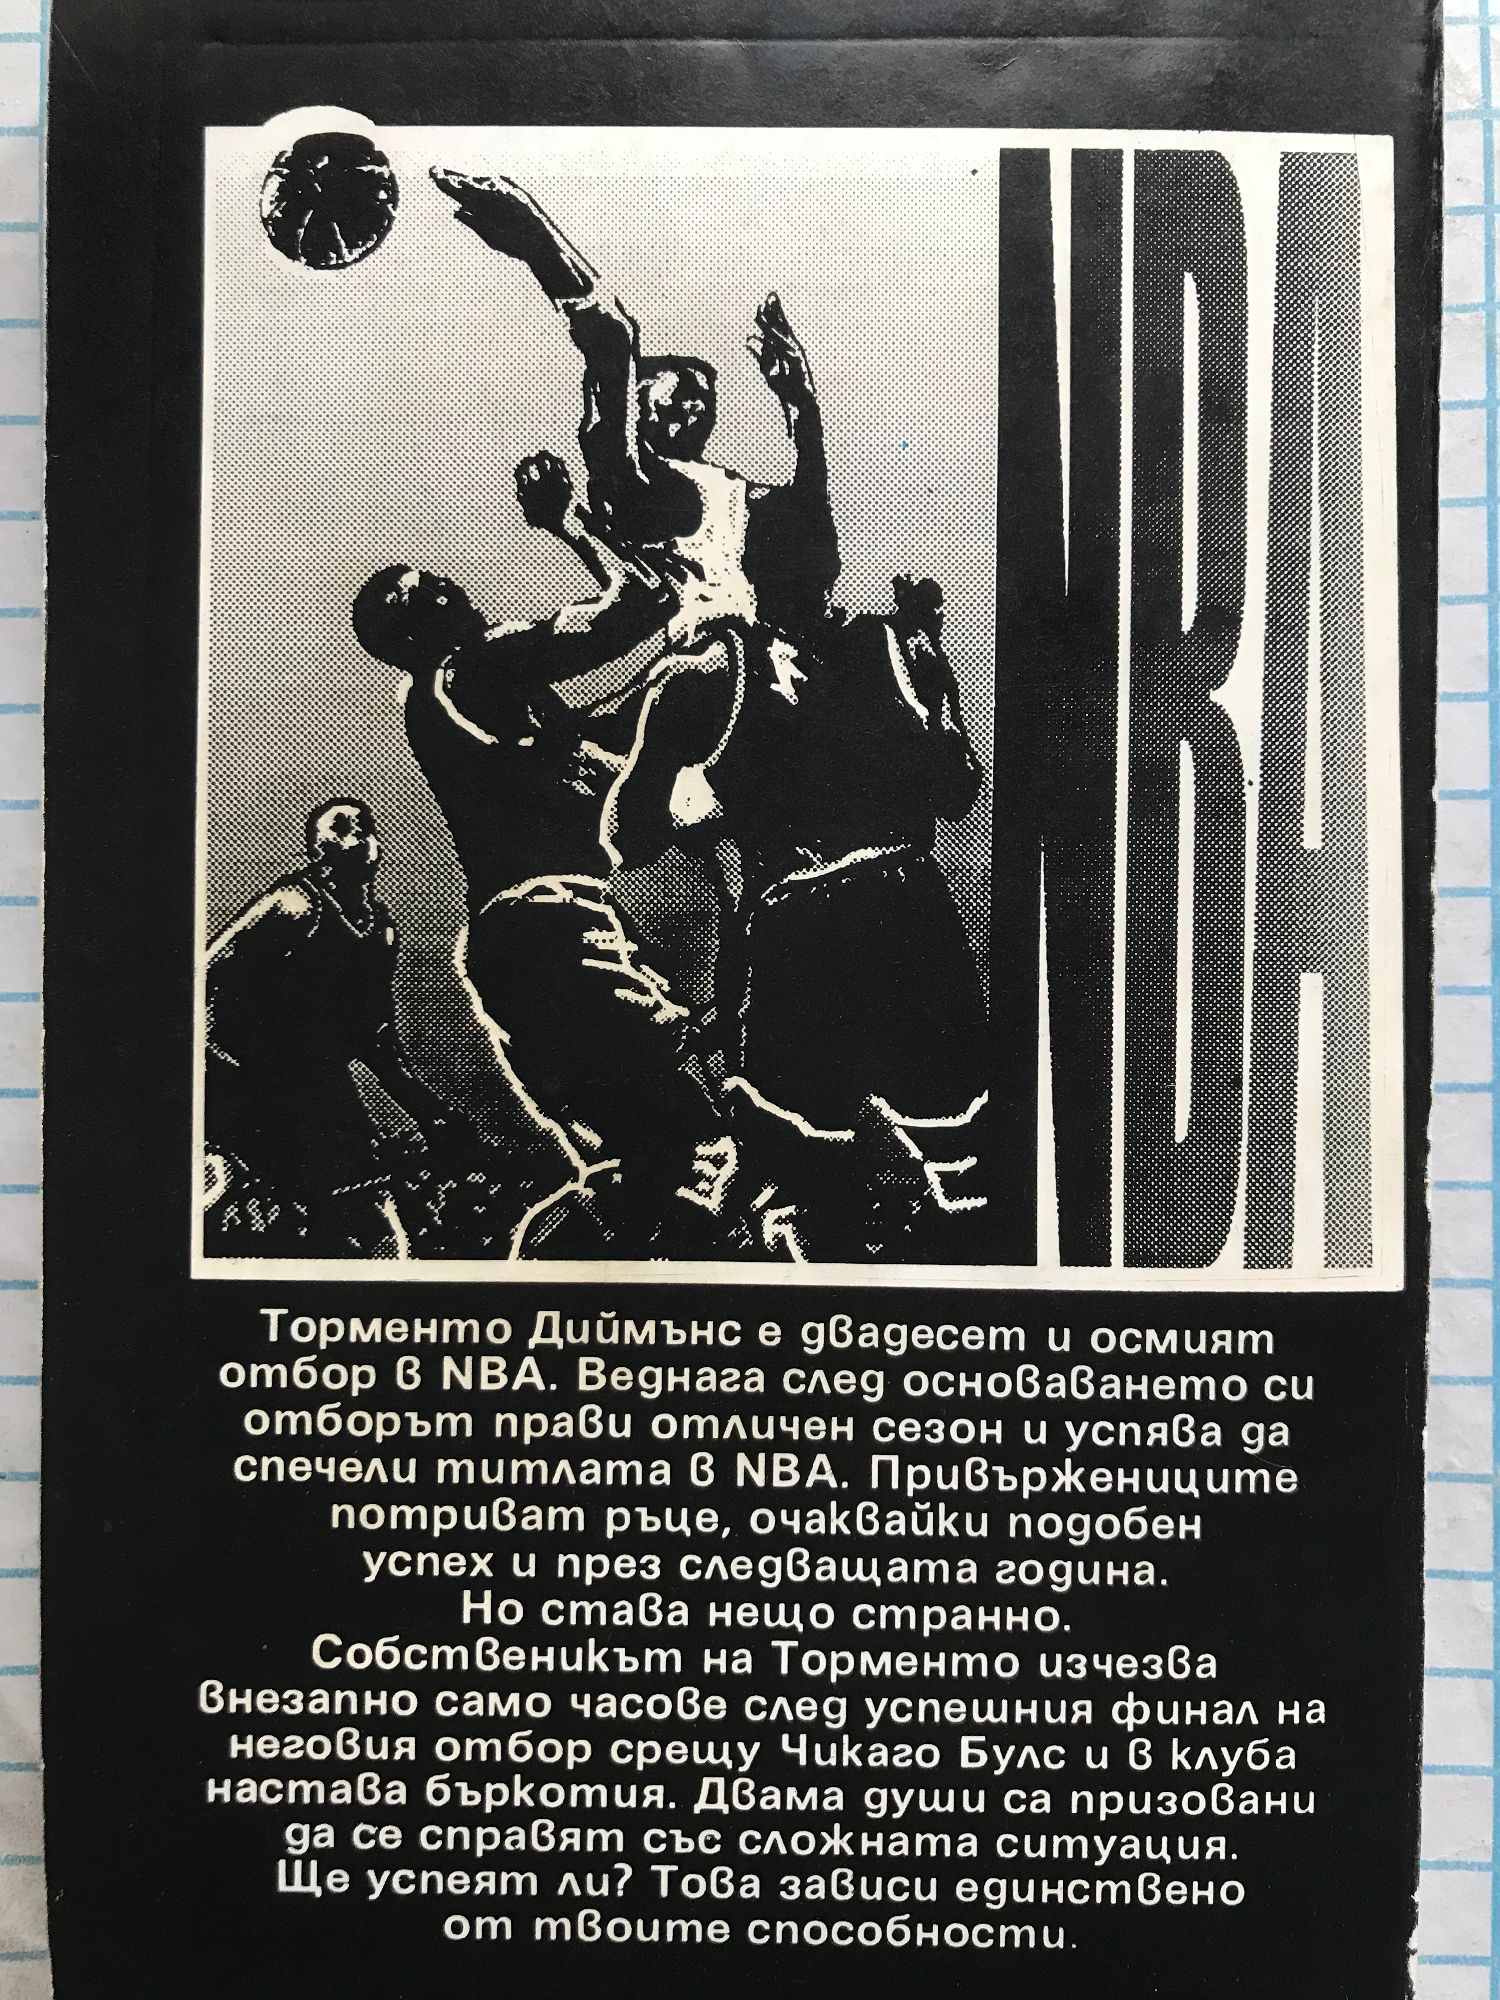 NBA
Торменто Диймънс е двадесет и осмият
отбор в NBA. Веднага след основаването си
отборът прави отличен сезон и успява да
спечели титлата в NBA. Привържениците
потриват ръце, очаквайки подобен
успех и през следващата година.
Но става нещо странно.
Собственикът на Торменто изчезва
внезапно само часове след успешния финал на
неговия отбор срещу Чикаго Булс и в клуба
настава бъркотия. Двама души са призовани
да се справят със сложната ситуация.
Ще успеят ли? Това зависи единствено
от твоите способности.